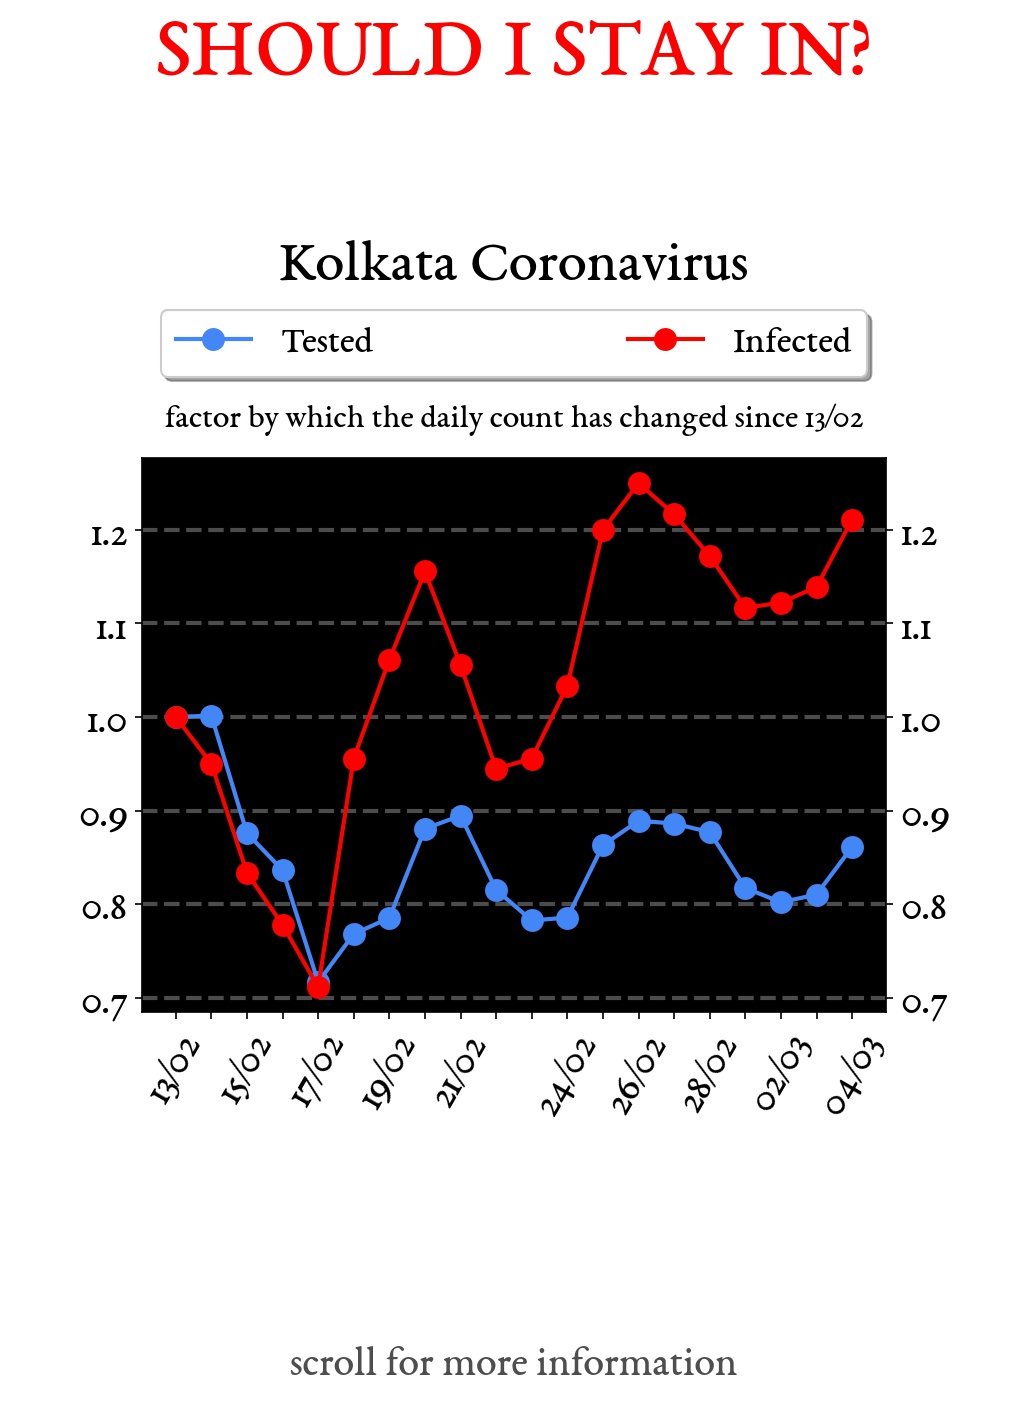 SHOULD I STAY IN?
Kolkata Coronavirus
Tested Infected
factor by which the daily count has changed since 13/02
1.2 1.2
1.1 1.1
1.0 1.0
0.9 0.9
0.8 0.8
0.7 0.7
13/02 15/02 17/02 19/02 21/02 24/02 26/02 28/02 02/03 04/03
scroll for more information